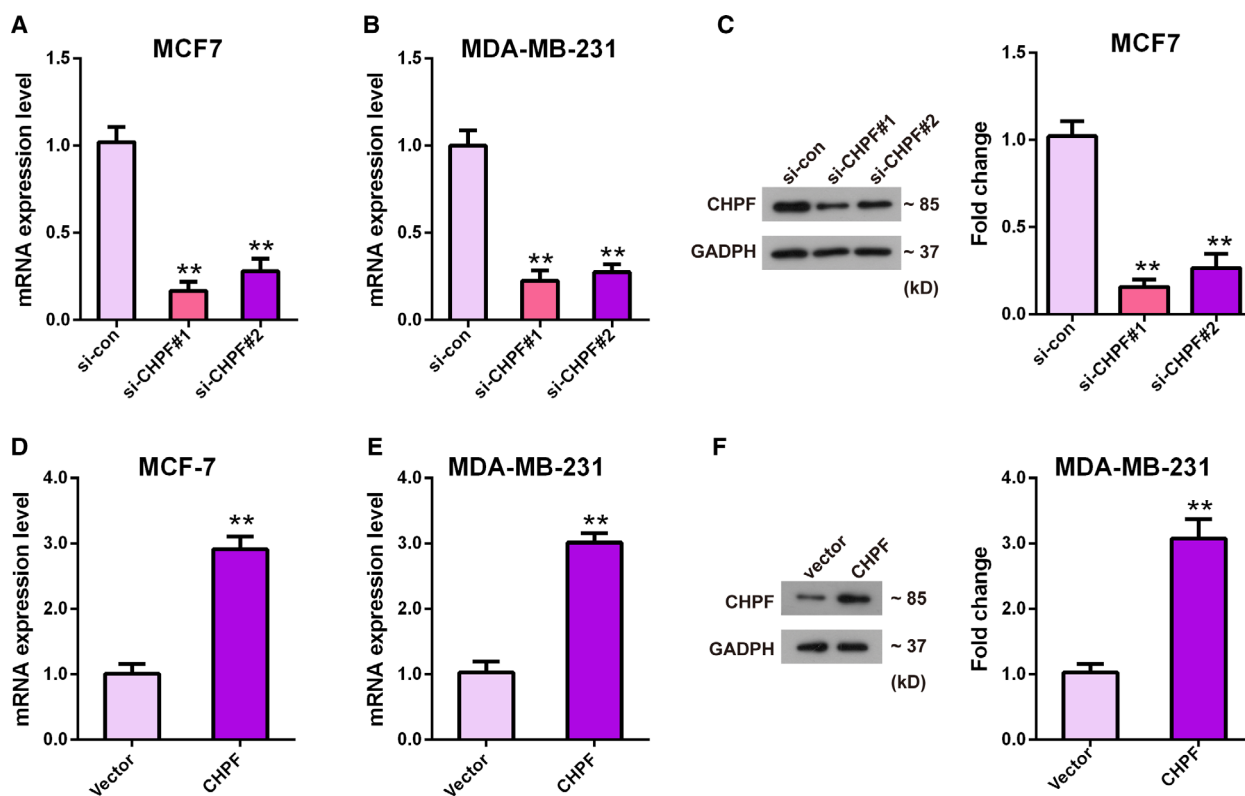 A
MCF7
mRNA expression level
1.5
1.0
0.5
0.0
**
**
si-con
si-CHPF#1
si-CHPF#2
B
MDA-MB-231
mRNA expression level
1.5
1.0
0.5
0.0
**
**
si-con
si-CHPF#1
si-CHPF#2
C
si-con
si-CHPF#1
si-CHPF#2
CHPF
~ 85
GADPH
~ 37
(kD)
MCF7
Fold change
1.5
1.0
0.5
0.0
**
**
si-con
si-CHPF#1
si-CHPF#2
D
MCF-7
mRNA expression level
4.0
3.0
2.0
1.0
0.0
**
Vector
CHPF
E
MDA-MB-231
mRNA expression level
4.0
3.0
2.0
1.0
0.0
**
Vector
CHPF
F
vector
CHPF
CHPF
~ 85
GADPH
~ 37
(kD)
MDA-MB-231
Fold change
4.0
3.0
2.0
1.0
0.0
**
Vector
CHPF